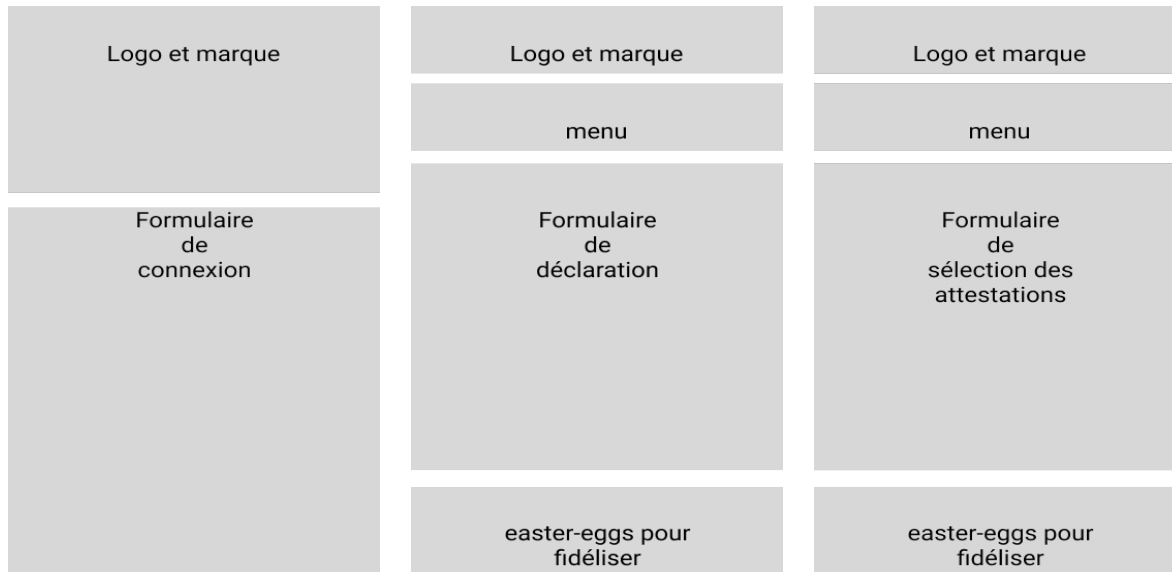 Logo et marque
Formulaire
de
connexion
Logo et marque
menu
Formulaire
de
déclaration
easter-eggs pour
fidéliser
Logo et marque
menu
Formulaire
de
sélection des
attestations
easter-eggs pour
fidéliser